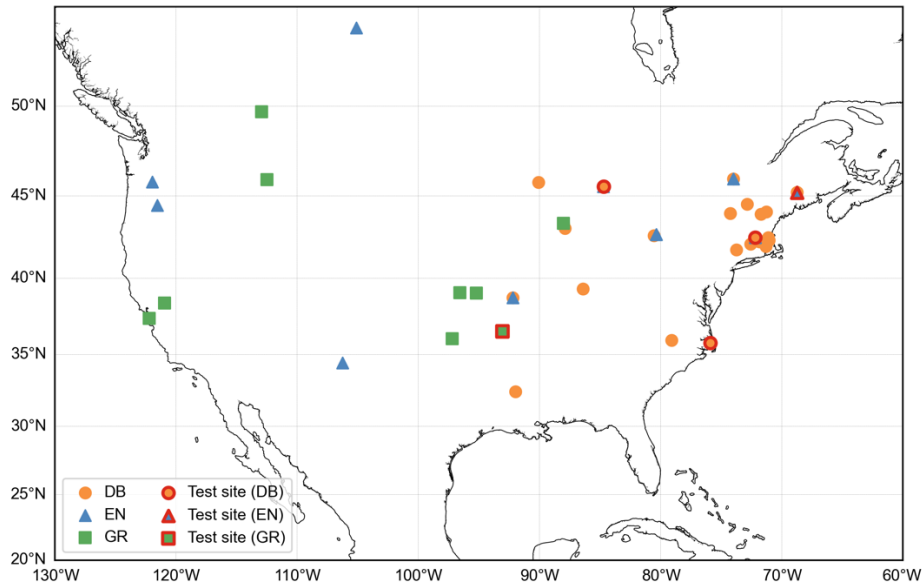 50°N
45°N
40°N
35°N
30°N
25°N
20°N
DB Test site (DB)
EN Test site (EN)
GR Test site (GR)
130°W 120°W 110°W 100°W 90°W 80°W 70°W 60°W